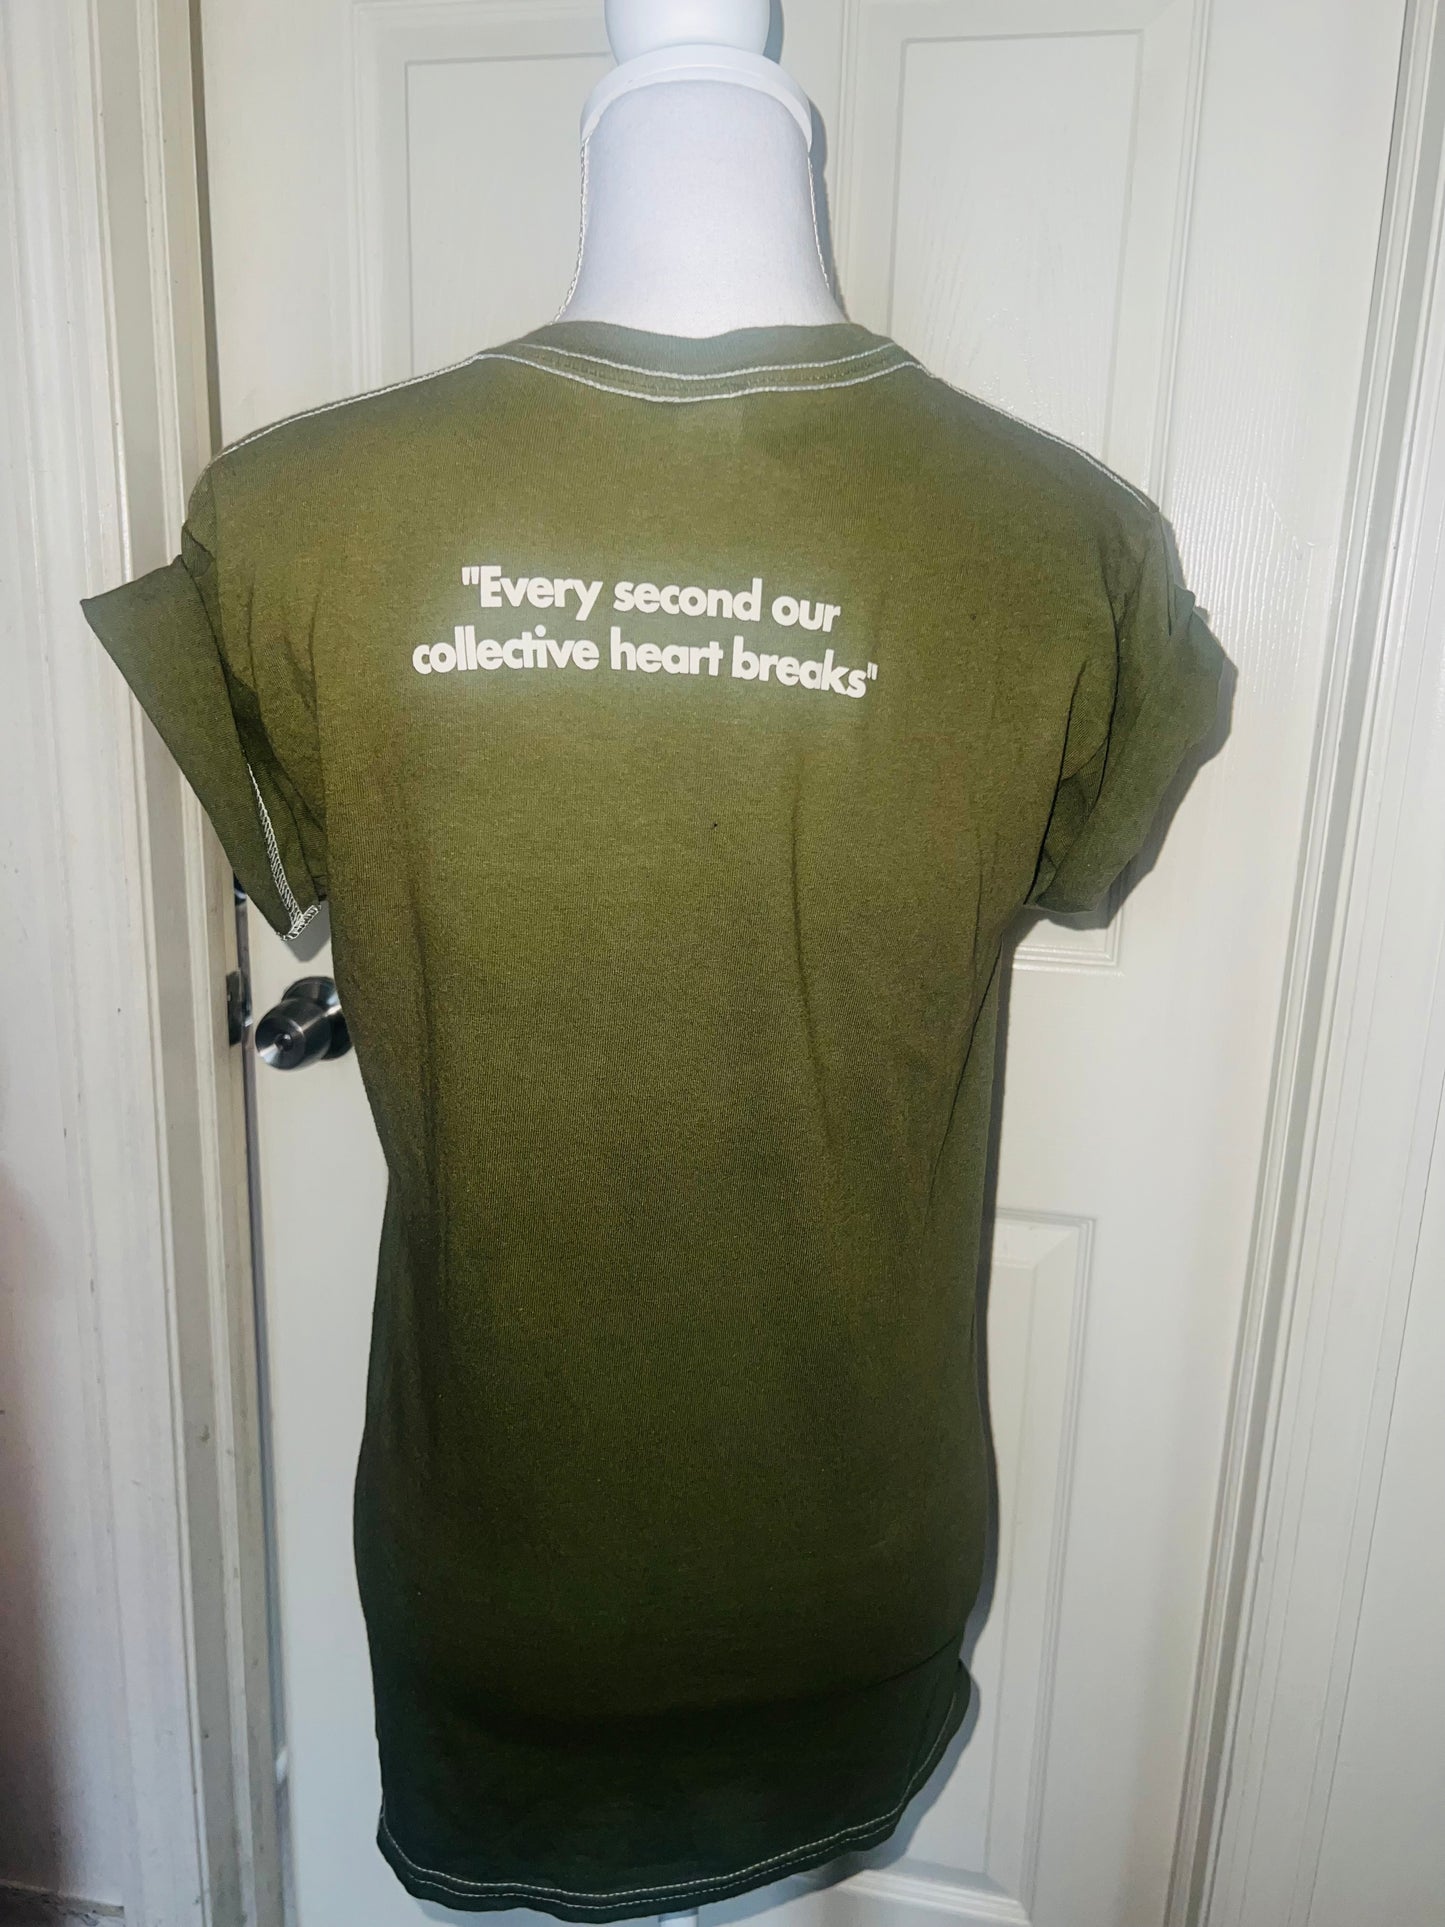 "Every second our
collective heart breaks"